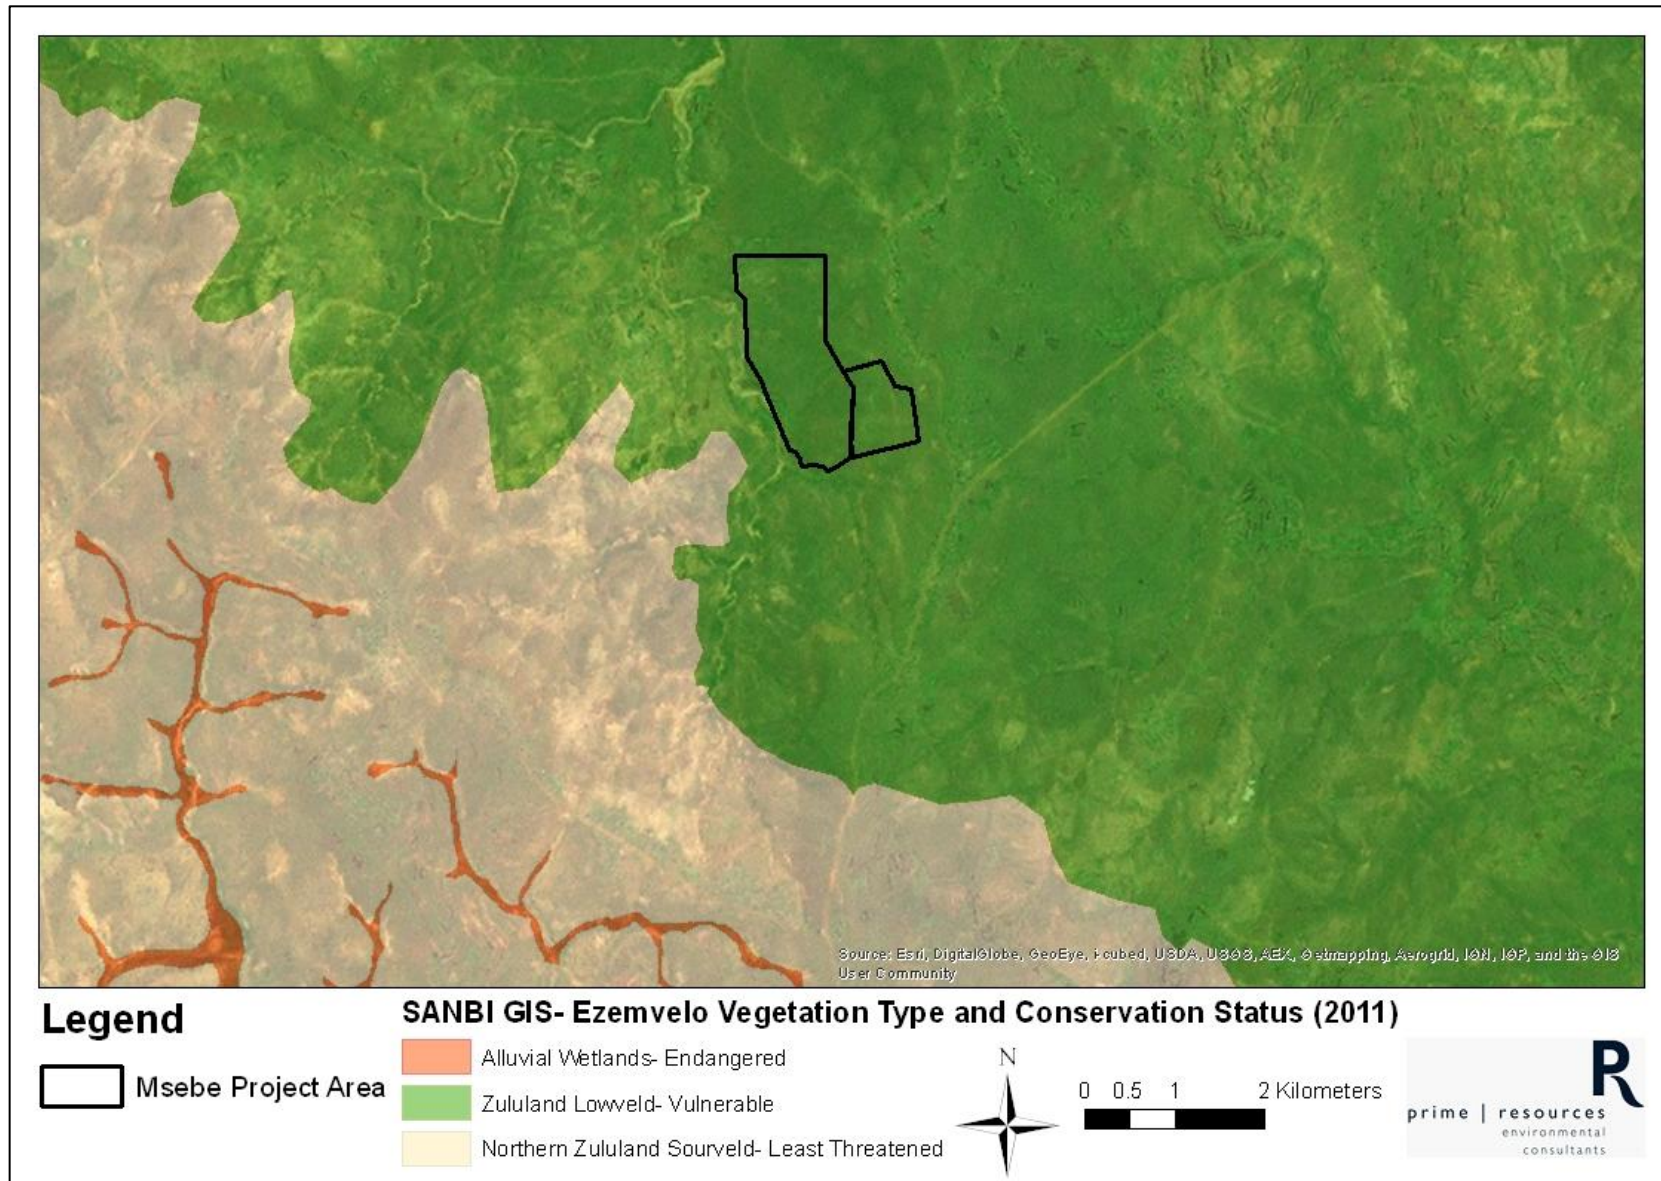 Source: Esri, DigitalGlobe, GeoEye, i-cubed, USDA, USGS, AEX, Getmapping, Aerogrid, IGN, IGP, and the GIS
User Community
Legend
Msebe Project Area
SANBI GIS- Ezemvelo Vegetation Type and Conservation Status (2011)
Alluvial Wetlands- Endangered
Zululand Lowveld- Vulnerable
Northern Zululand Sourveld- Least Threatened
N
0 0.5 1 2 Kilometers
R
prime | resources
environmental
consultants